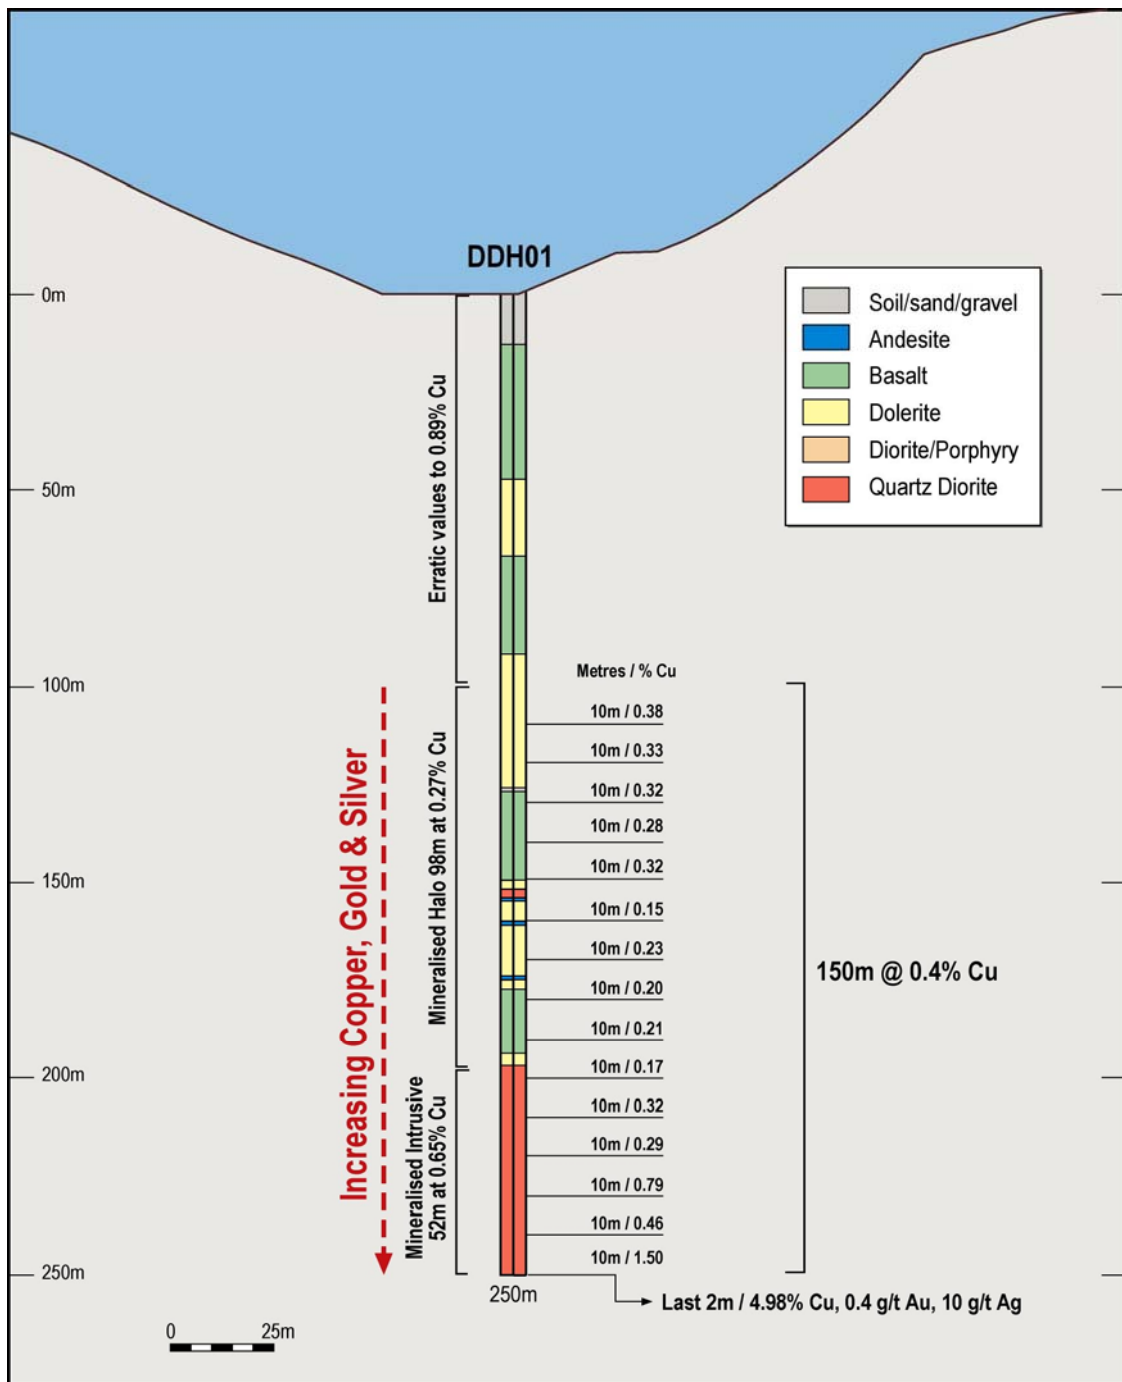 DDH01
Soil/sand/gravel
Andesite
Basalt
Dolerite
Diorite/Porphyry
Quartz Diorite
0m
50m
100m
150m
200m
250m
Erratic values to 0.89% Cu
Mineralised Halo 98m at 0.27% Cu
Mineralised Intrusive
52m at 0.65% Cu
Increasing Copper, Gold & Silver
Metres / % Cu
10m / 0.38
10m / 0.33
10m / 0.32
10m / 0.28
10m / 0.32
10m / 0.15
10m / 0.23
10m / 0.20
10m / 0.21
10m / 0.17
10m / 0.32
10m / 0.29
10m / 0.79
10m / 0.46
10m / 1.50
150m @ 0.4% Cu
250m
Last 2m / 4.98% Cu, 0.4 g/t Au, 10 g/t Ag
0 25m